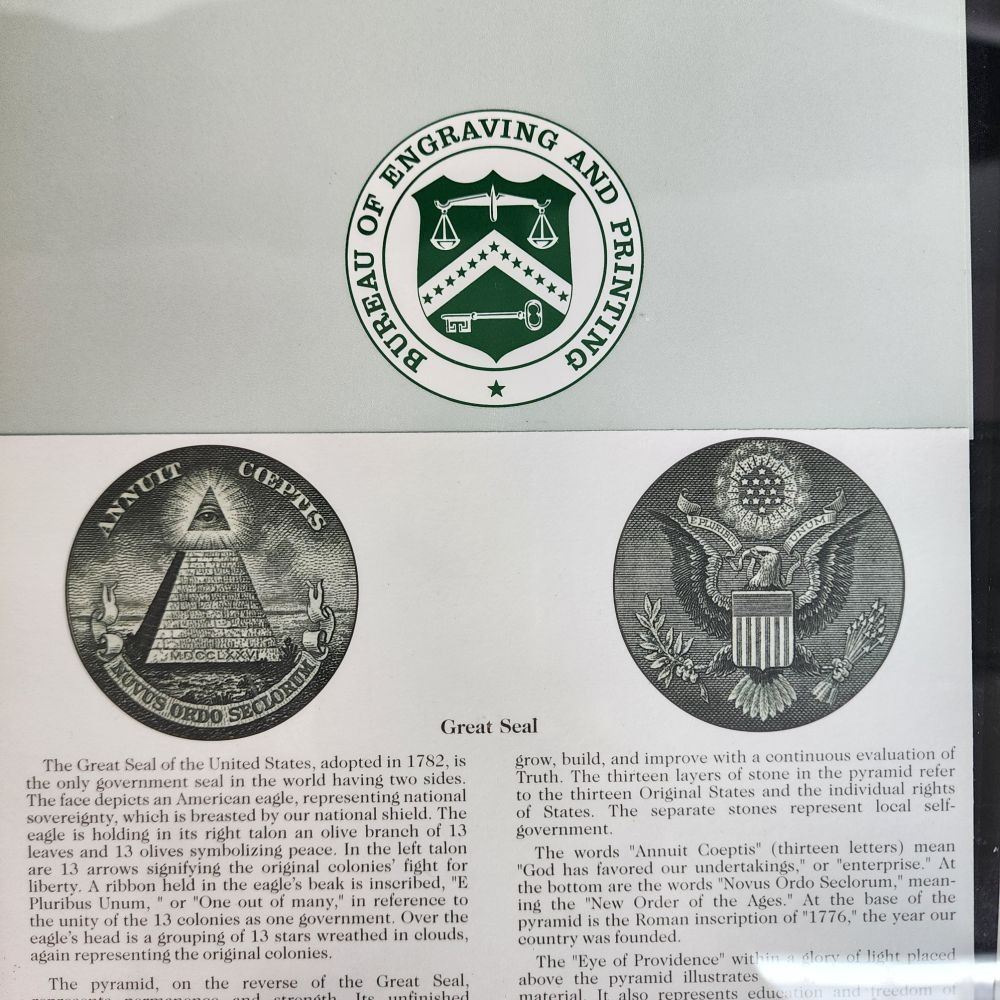 BUREAU OF ENGRAVING AND PRINTING
ANNUIT CŒPTIS
MDCCLXXVI
NOVUS ORDO SECLORUM
E PLURIBUS UNUM
Great Seal
The Great Seal of the United States, adopted in 1782, is
the only government seal in the world having two sides.
The face depicts an American eagle, representing national
sovereignty, which is breasted by our national shield. The
eagle is holding in its right talon an olive branch of 13
leaves and 13 olives symbolizing peace. In the left talon
are 13 arrows signifying the original colonies' fight for
liberty. A ribbon held in the eagle's beak is inscribed, "E
Pluribus Unum, " or "One out of many," in reference to
the unity of the 13 colonies as one government. Over the
eagle's head is a grouping of 13 stars wreathed in clouds,
again representing the original colonies.
The pyramid, on the reverse of the Great Seal,
represents permanence and strength. Its unfinished
grow, build, and improve with a continuous evaluation of
Truth. The thirteen layers of stone in the pyramid refer
to the thirteen Original States and the individual rights
of States. The separate stones represent local self-
government.
The words "Annuit Coeptis" (thirteen letters) mean
"God has favored our undertakings," or "enterprise." At
the bottom are the words "Novus Ordo Seclorum," mean-
ing the "New Order of the Ages." At the base of the
pyramid is the Roman inscription of "1776," the year our
country was founded.
The "Eye of Providence" within a glory of light placed
above the pyramid illustrates
material. It also represents education and freedom of